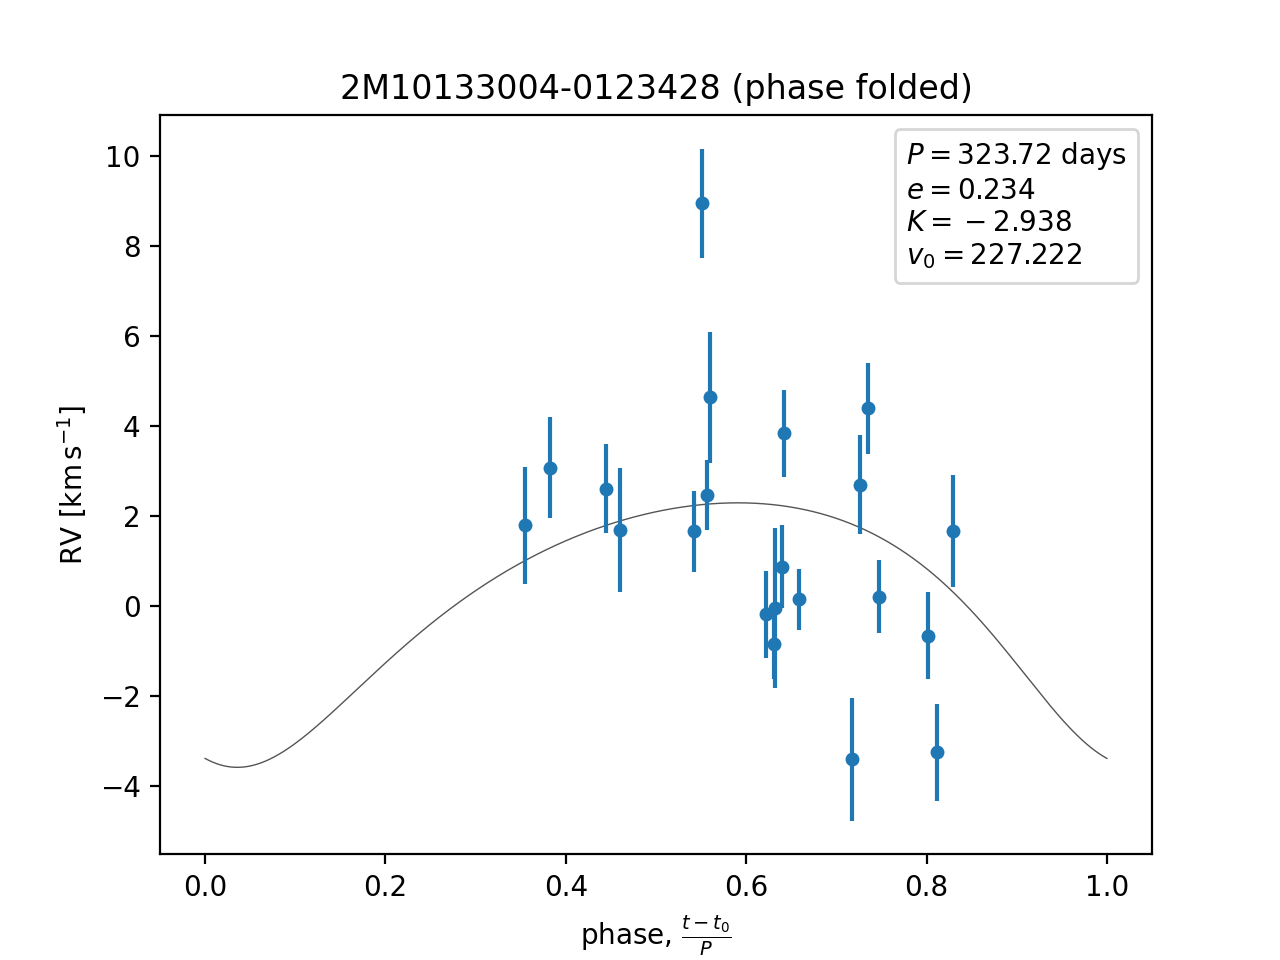 2M10133004-0123428 (phase folded)
P = 323.72 days
e = 0.234
K = −2.938
v₀ = 227.222
RV [km s⁻¹]
10
8
6
4
2
0
−2
−4
0.0 0.2 0.4 0.6 0.8 1.0
phase, (t − t₀)/P